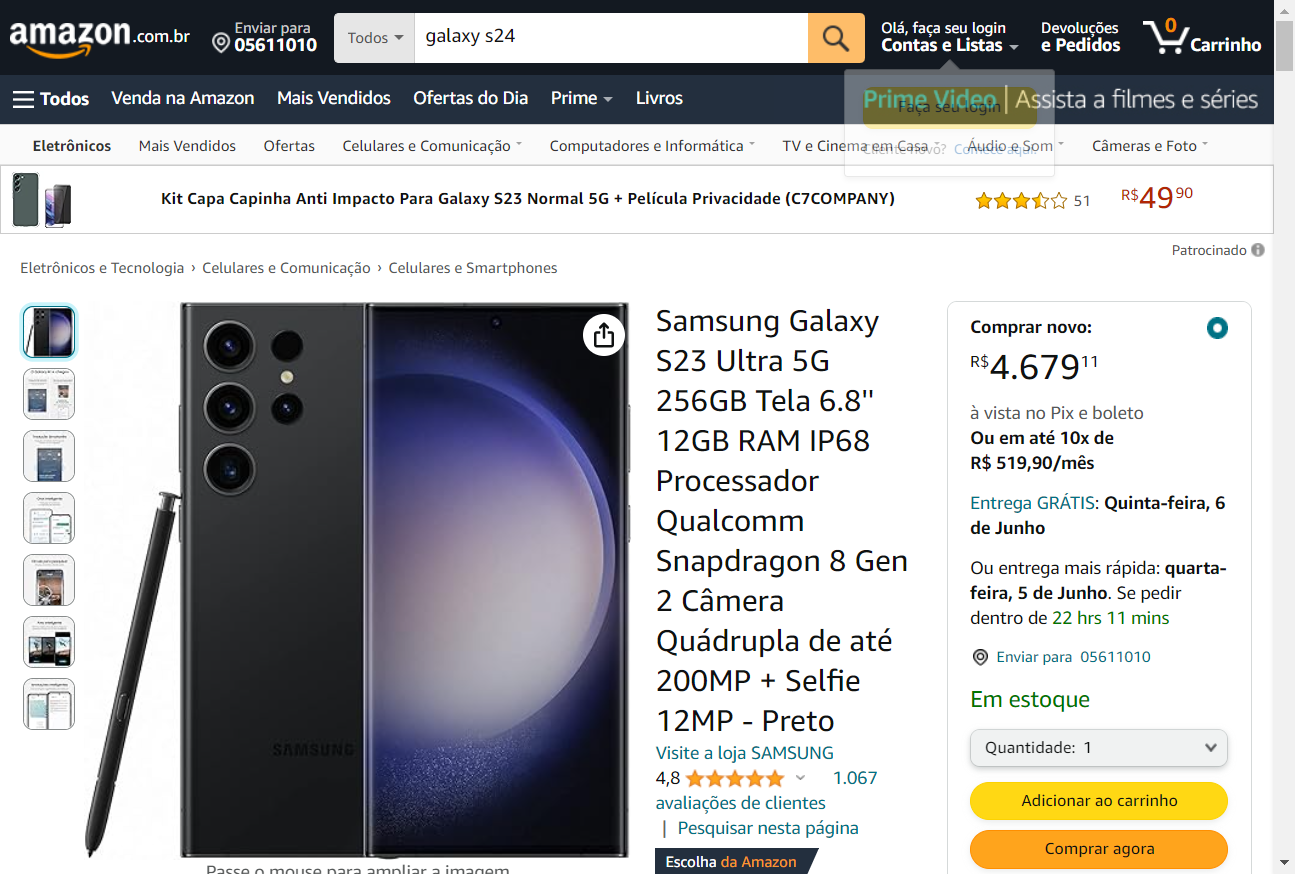 amazon.com.br
Enviar para
05611010
Todos
galaxy s24
Olá, faça seu login
Contas e Listas
Devoluções
e Pedidos
0
Carrinho
Todos
Venda na Amazon
Mais Vendidos
Ofertas do Dia
Prime
Livros
Prime Video | Assista a filmes e séries
Faça seu login
Eletrônicos
Mais Vendidos
Ofertas
Celulares e Comunicação
Computadores e Informática
TV e Cinema em Casa
Áudio e Som
Câmeras e Foto
Cliente novo? Comece aqui.
Kit Capa Capinha Anti Impacto Para Galaxy S23 Normal 5G + Película Privacidade (C7COMPANY)
51
R$4990
Patrocinado
Eletrônicos e Tecnologia › Celulares e Comunicação › Celulares e Smartphones
SAMSUNG
Passe o mouse para ampliar a imagem
Samsung Galaxy
S23 Ultra 5G
256GB Tela 6.8''
12GB RAM IP68
Processador
Qualcomm
Snapdragon 8 Gen
2 Câmera
Quádrupla de até
200MP + Selfie
12MP - Preto
Visite a loja SAMSUNG
4,8
1.067
avaliações de clientes
| Pesquisar nesta página
Escolha da Amazon
Comprar novo:
R$4.67911
à vista no Pix e boleto
Ou em até 10x de
R$ 519,90/mês
Entrega GRÁTIS: Quinta-feira, 6
de Junho
Ou entrega mais rápida: quarta-
feira, 5 de Junho. Se pedir
dentro de 22 hrs 11 mins
Enviar para 05611010
Em estoque
Quantidade: 1
Adicionar ao carrinho
Comprar agora